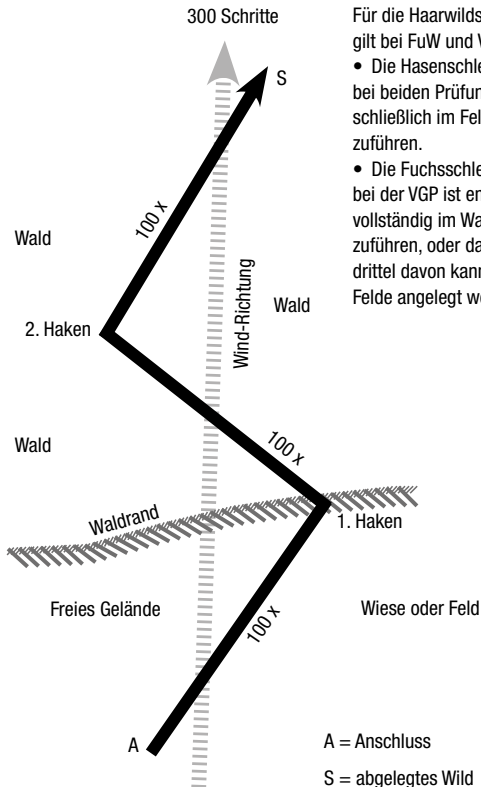 300 Schritte
Für die Haarwilds
gilt bei FuW und V
• Die Hasenschle
bei beiden Prüfun
schließlich im Fel
zuführen.
• Die Fuchsschle
bei der VGP ist en
vollständig im Wa
zuführen, oder da
drittel davon kann
Felde angelegt we
S
100 x
Wald
Wind-Richtung
Wald
2. Haken
Wald
100 x
Waldrand
1. Haken
Freies Gelände
100 x
Wiese oder Feld
A
A = Anschluss
S = abgelegtes Wild